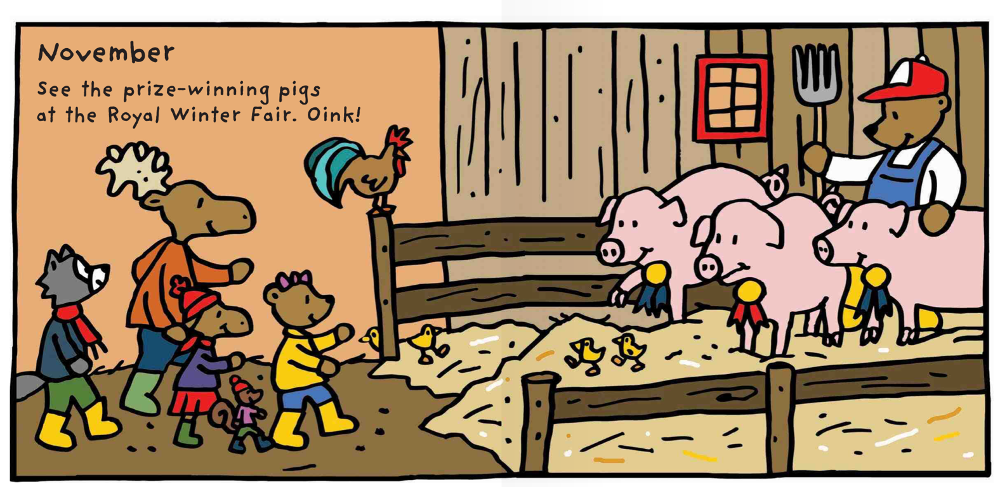 November
See the prize-winning pigs
at the Royal Winter Fair. Oink!